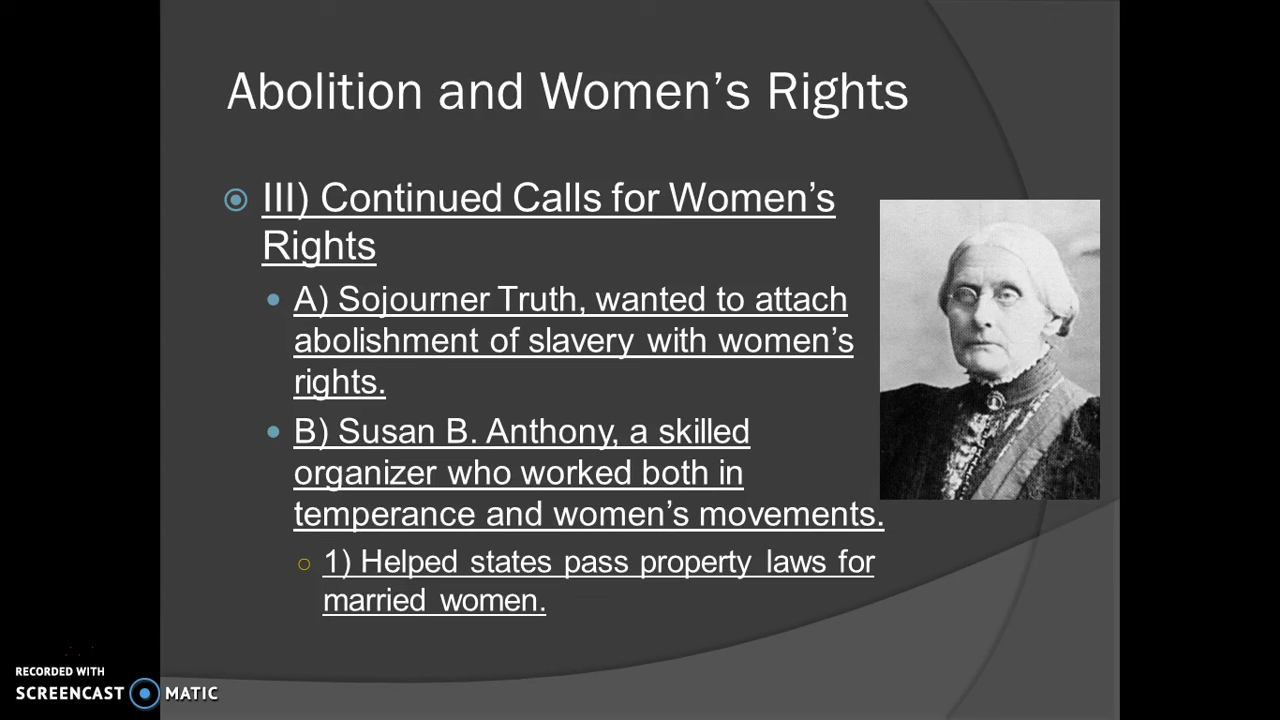 Abolition and Women’s Rights
III) Continued Calls for Women’s
Rights
A) Sojourner Truth, wanted to attach
abolishment of slavery with women’s
rights.
B) Susan B. Anthony, a skilled
organizer who worked both in
temperance and women’s movements.
1) Helped states pass property laws for
married women.
RECORDED WITH
SCREENCAST MATIC